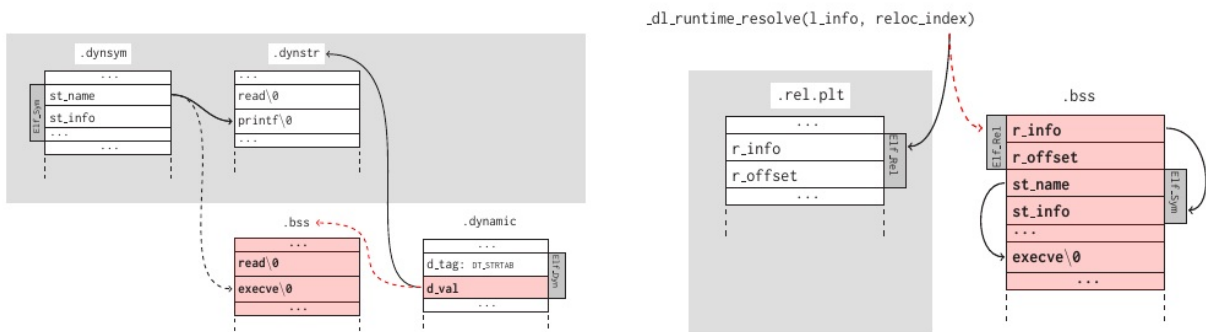 .dynsym
...
st_name
st_info
...
...
Elf_Sym
.dynstr
...
read\0
printf\0
...
.bss
...
read\0
execve\0
...
.dynamic
...
d_tag: DT_STRTAB
d_val
...
Elf_Dyn
_dl_runtime_resolve(l_info, reloc_index)
.rel.plt
...
r_info
r_offset
...
Elf_Rel
.bss
Elf_Rel
r_info
r_offset
st_name
st_info
...
execve\0
...
Elf_Sym